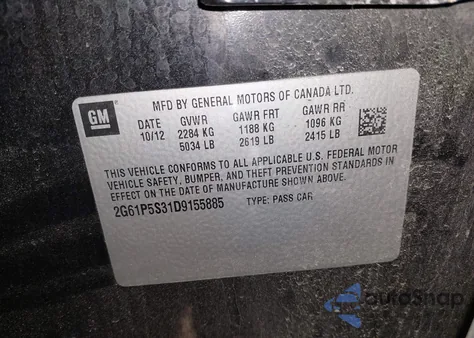 GM
MFD BY GENERAL MOTORS OF CANADA LTD.
DATE GVWR GAWR FRT GAWR RR
10/12 2284 KG 1188 KG 1096 KG
5034 LB 2619 LB 2415 LB
THIS VEHICLE CONFORMS TO ALL APPLICABLE U.S. FEDERAL MOTOR
VEHICLE SAFETY, BUMPER, AND THEFT PREVENTION STANDARDS IN
EFFECT ON THE DATE OF MANUFACTURE SHOWN ABOVE.
2G61P5S31D9155885 TYPE: PASS CAR
autoSnap